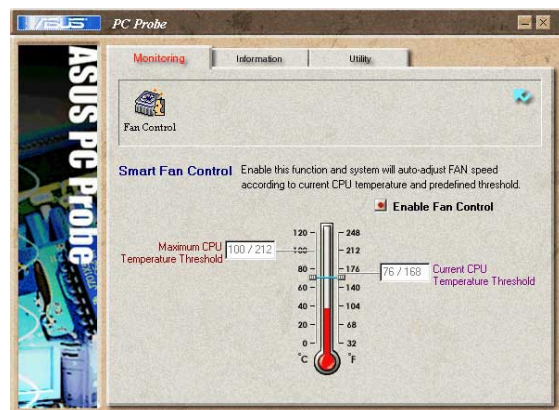 ASUS PC Probe
Monitoring Information Utility
ASUS PC Probe
Fan Control
Smart Fan Control Enable this function and system will auto-adjust FAN speed
according to current CPU temperature and predefined threshold.
Enable Fan Control
Maximum CPU
Temperature Threshold
100 / 212
120 248
100 212
80 176
60 140
40 104
20 68
0 32
°C °F
76 / 168
Current CPU
Temperature Threshold